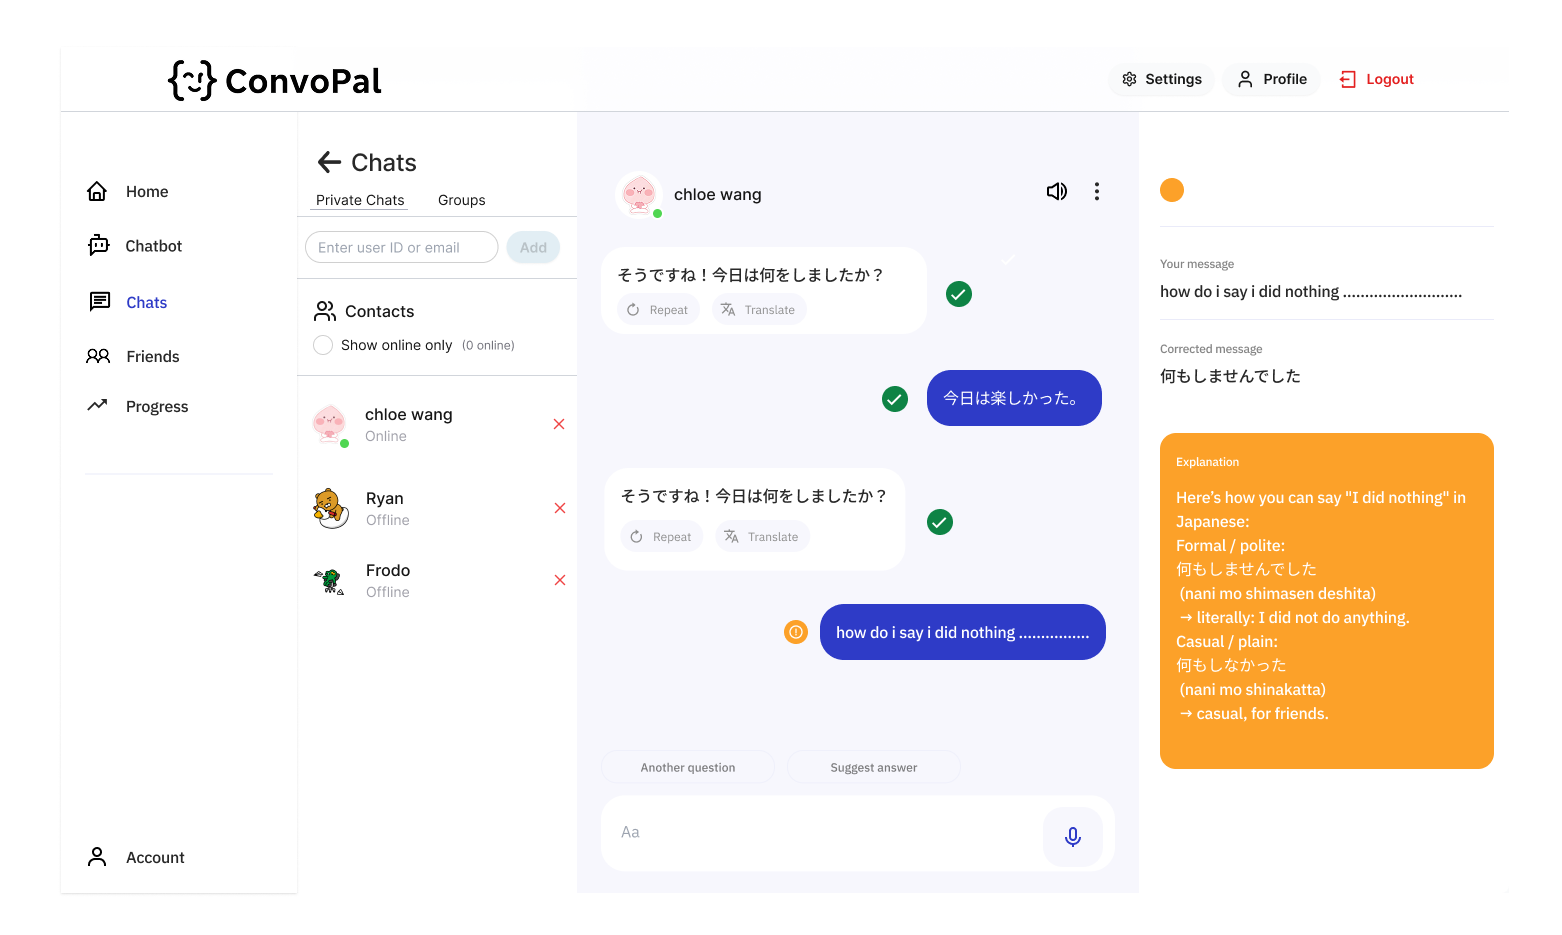 ConvoPal
Settings
Profile
Logout
Home
Chatbot
Chats
Friends
Progress
Account
Chats
Private Chats
Groups
Enter user ID or email
Add
Contacts
Show online only (0 online)
chloe wang
Online
Ryan
Offline
Frodo
Offline
chloe wang
そうですね！今日は何をしましたか？
Repeat
Translate
今日は楽しかった。
そうですね！今日は何をしましたか？
Repeat
Translate
how do i say i did nothing ................
Another question
Suggest answer
Aa
Your message
how do i say i did nothing ...........................
Corrected message
何もしませんでした
Explanation
Here's how you can say "I did nothing" in
Japanese:
Formal / polite:
何もしませんでした
(nani mo shimasen deshita)
→ literally: I did not do anything.
Casual / plain:
何もしなかった
(nani mo shinakatta)
→ casual, for friends.